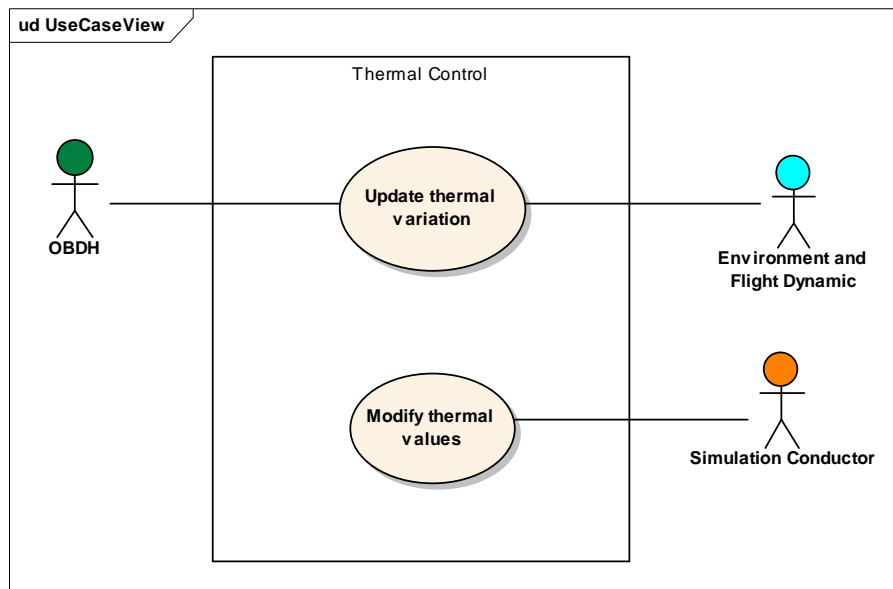 ud UseCaseView
Thermal Control
OBDH
Update thermal
variation
Environment and
Flight Dynamic
Modify thermal
values
Simulation Conductor